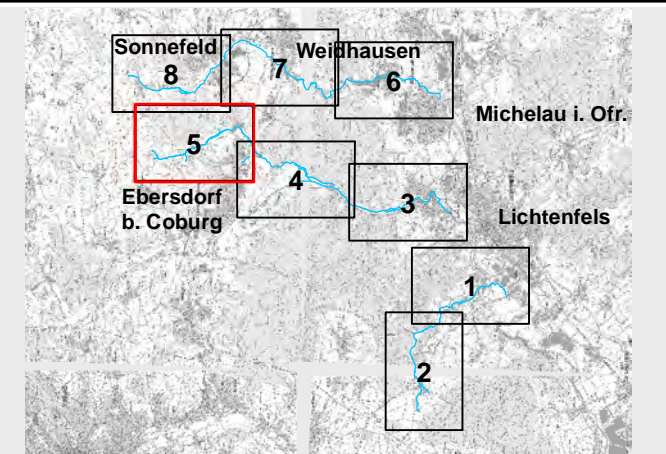 Sonnefeld
Weidhausen
8
7
6
Michelau i. Ofr.
5
4
Ebersdorf
b. Coburg
3
Lichtenfels
1
2